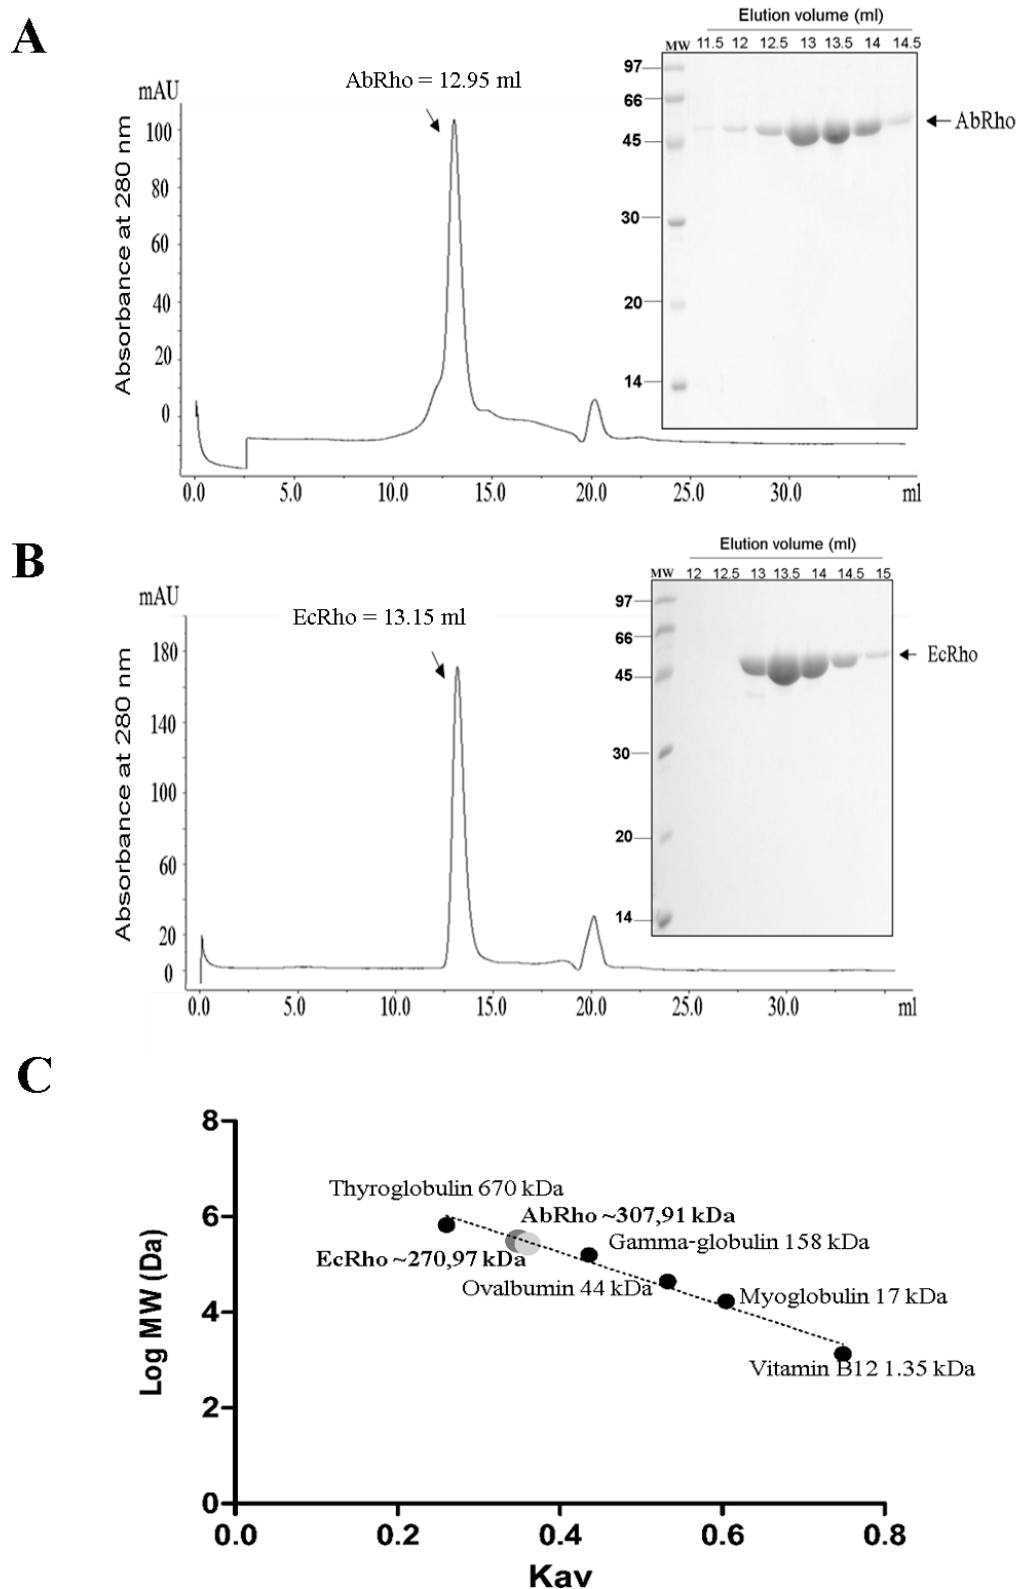 A
Elution volume (ml)
MW 11.5 12 12.5 13 13.5 14 14.5
AbRho = 12.95 ml
mAU
Absorbance at 280 nm
100
80
60
40
20
0
97
66
45
30
20
14
AbRho
0.0 5.0 10.0 15.0 20.0 25.0 30.0 ml
B
Elution volume (ml)
MW 12 12.5 13 13.5 14 14.5 15
mAU
EcRho = 13.15 ml
Absorbance at 280 nm
180
140
100
60
20
0
97
66
45
30
20
14
EcRho
0.0 5.0 10.0 15.0 20.0 25.0 30.0 ml
C
Log MW (Da)
8
6
4
2
0
Thyroglobulin 670 kDa
AbRho ~307,91 kDa
Gamma-globulin 158 kDa
EcRho ~270,97 kDa
Ovalbumin 44 kDa
Myoglobulin 17 kDa
Vitamin B12 1.35 kDa
0.0 0.2 0.4 0.6 0.8
Kav